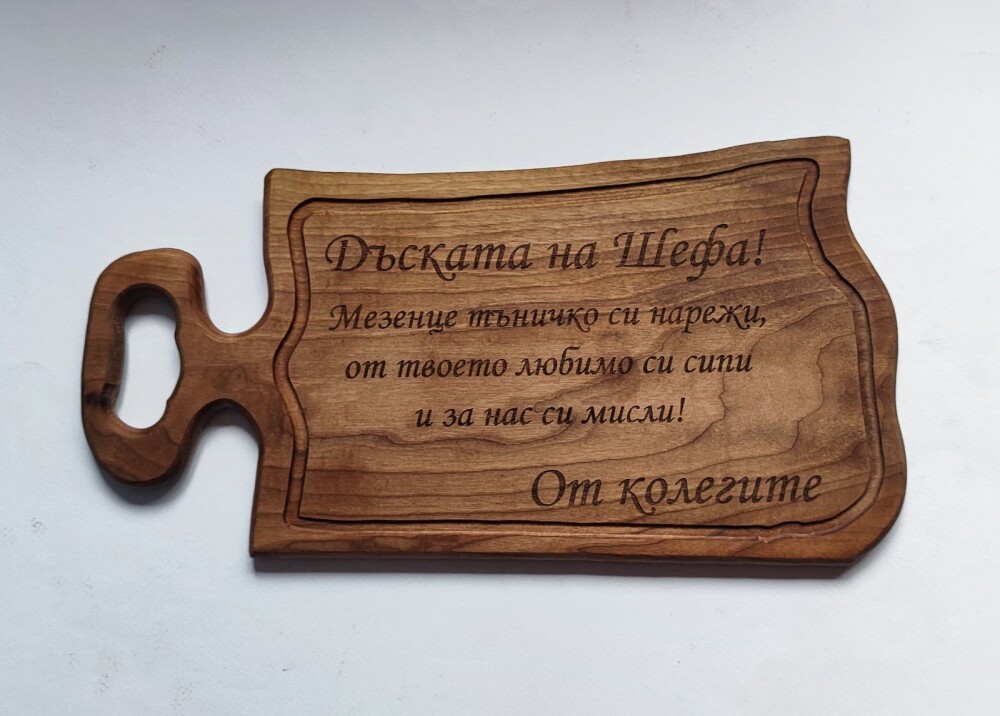 Дъската на Шефа!
Мезенце тъничко си нарежи,
от твоето любимо си сипи
и за нас си мисли!
От колегите